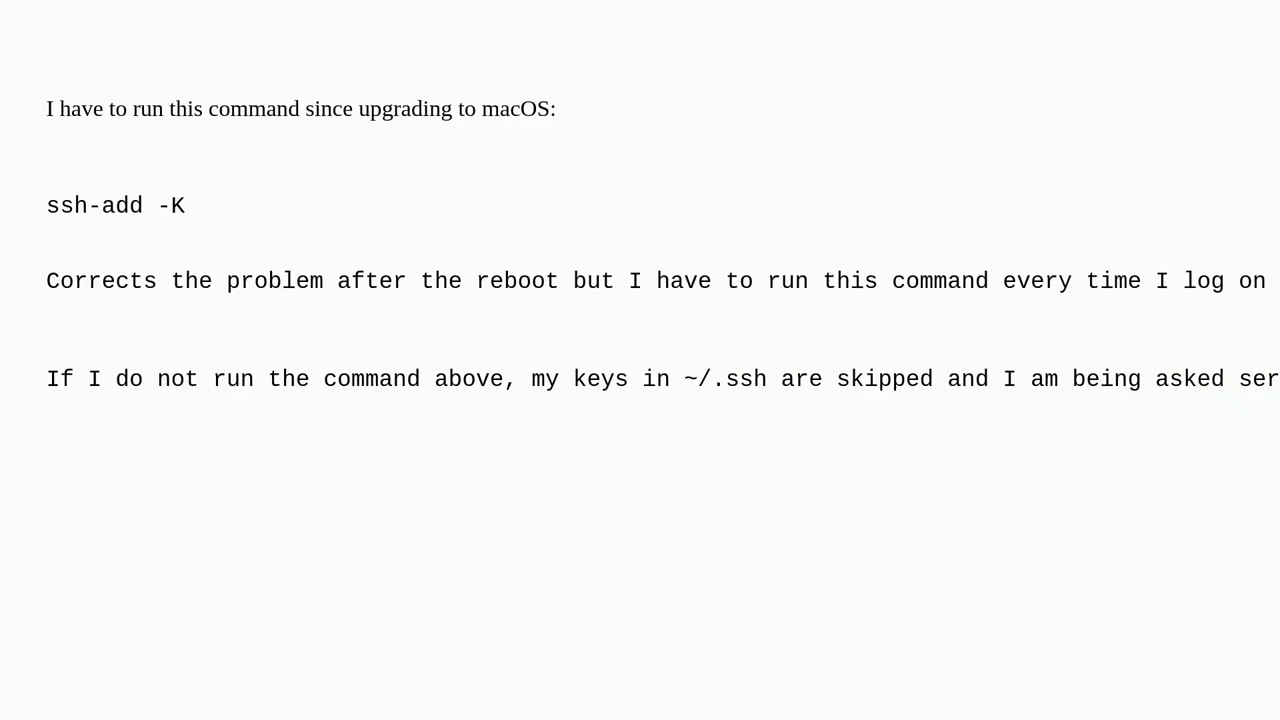 I have to run this command since upgrading to macOS:
ssh-add -K
Corrects the problem after the reboot but I have to run this command every time I log on
If I do not run the command above, my keys in ~/.ssh are skipped and I am being asked ser